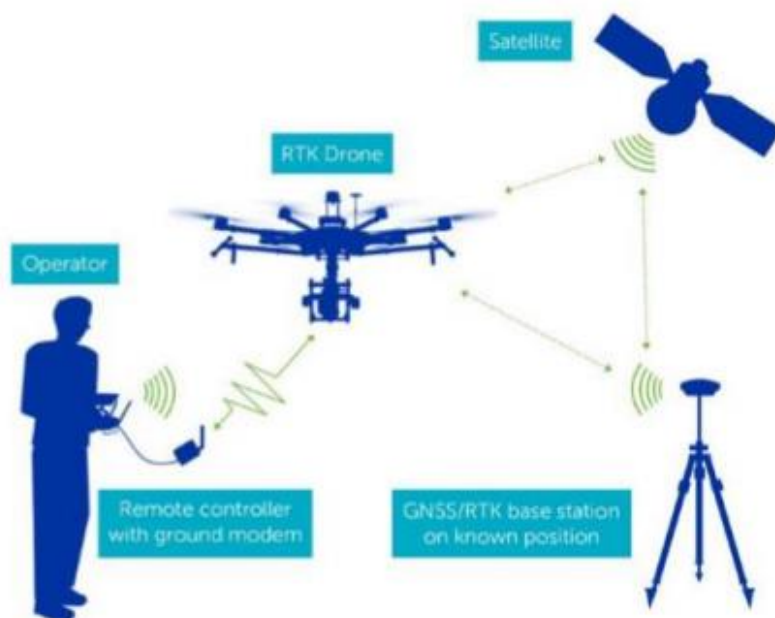 Satellite
RTK Drone
Operator
Remote controller
with ground modem
GNSS/RTK base station
on known position